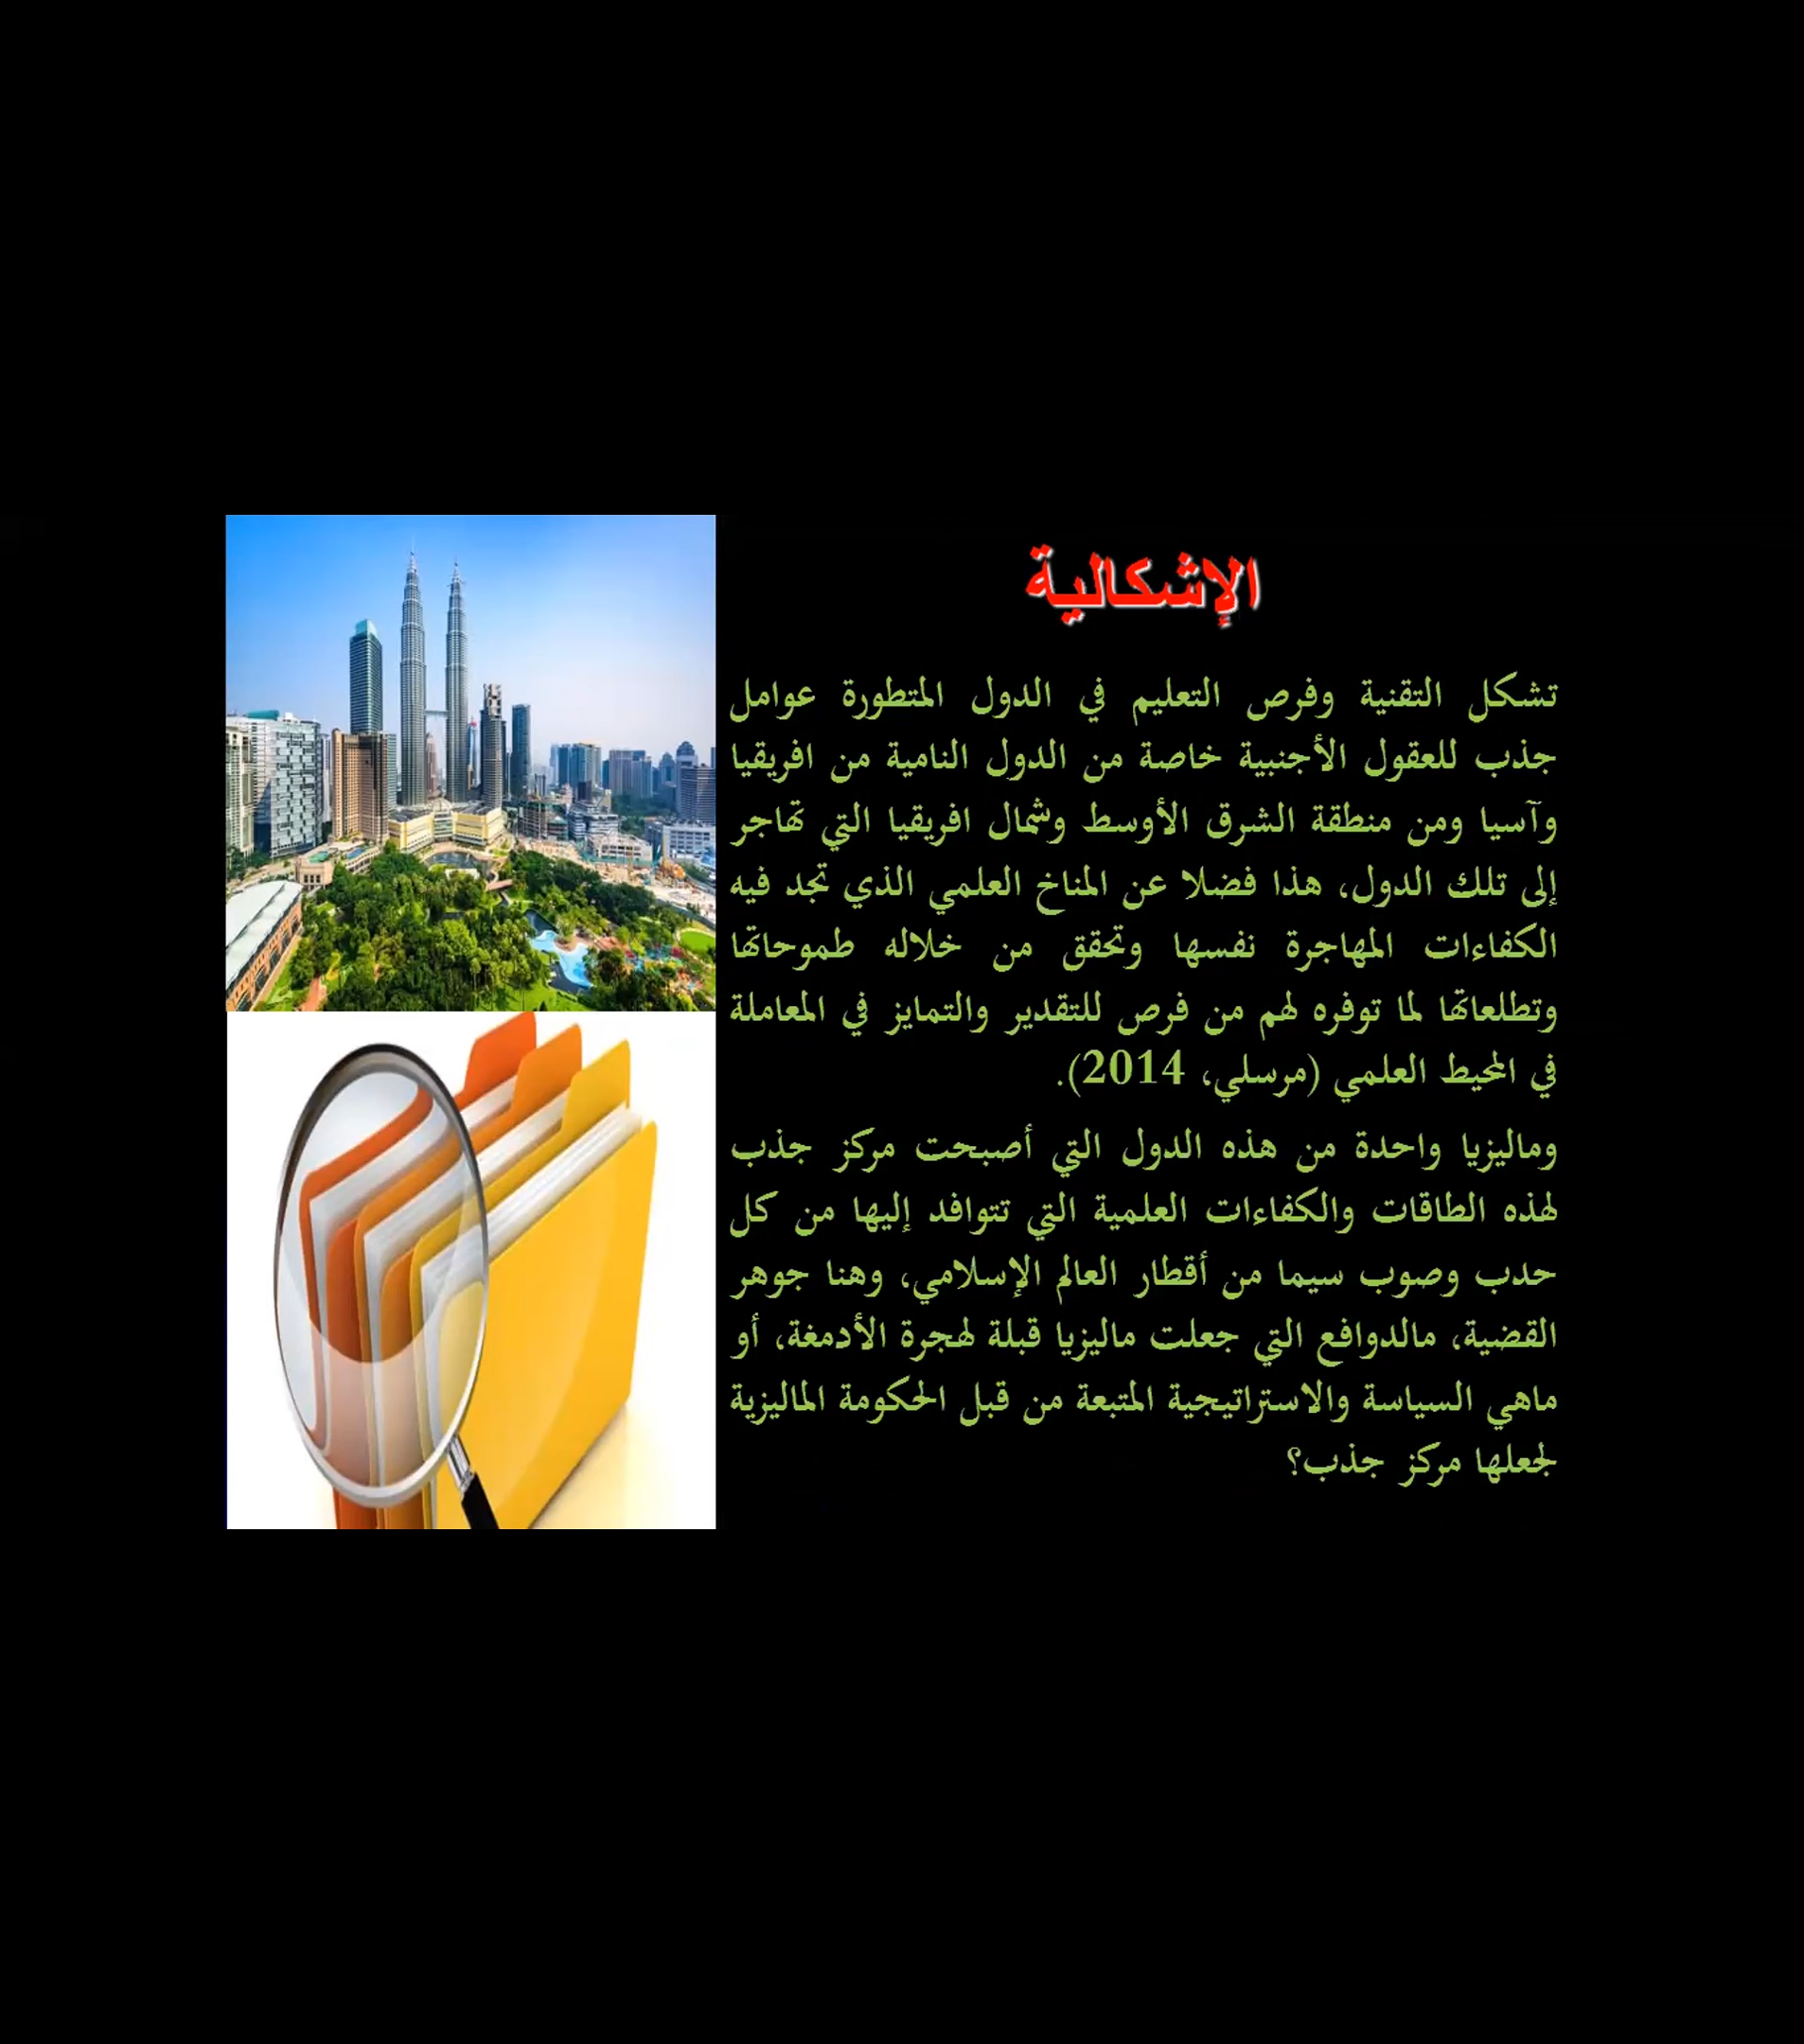 الإشكالية
تشكل التقنية وفرص التعليم في الدول المتطورة عوامل
جذب للعقول الأجنبية خاصة من الدول النامية من افريقيا
وآسيا ومن منطقة الشرق الأوسط وشمال افريقيا التي تهاجر
إلى تلك الدول، هذا فضلا عن المناخ العلمي الذي تجد فيه
الكفاءات المهاجرة نفسها وتحقق من خلاله طموحاتها
وتطلعاتها لما توفره لهم من فرص للتقدير والتمايز في المعاملة
في المحيط العلمي (مرسلي، 2014).
وماليزيا واحدة من هذه الدول التي أصبحت مركز جذب
لهذه الطاقات والكفاءات العلمية التي تتوافد إليها من كل
حدب وصوب سيما من أقطار العالم الإسلامي، وهنا جوهر
القضية، مالدوافع التي جعلت ماليزيا قبلة لهجرة الأدمغة، أو
ماهي السياسة والاستراتيجية المتبعة من قبل الحكومة الماليزية
لجعلها مركز جذب؟